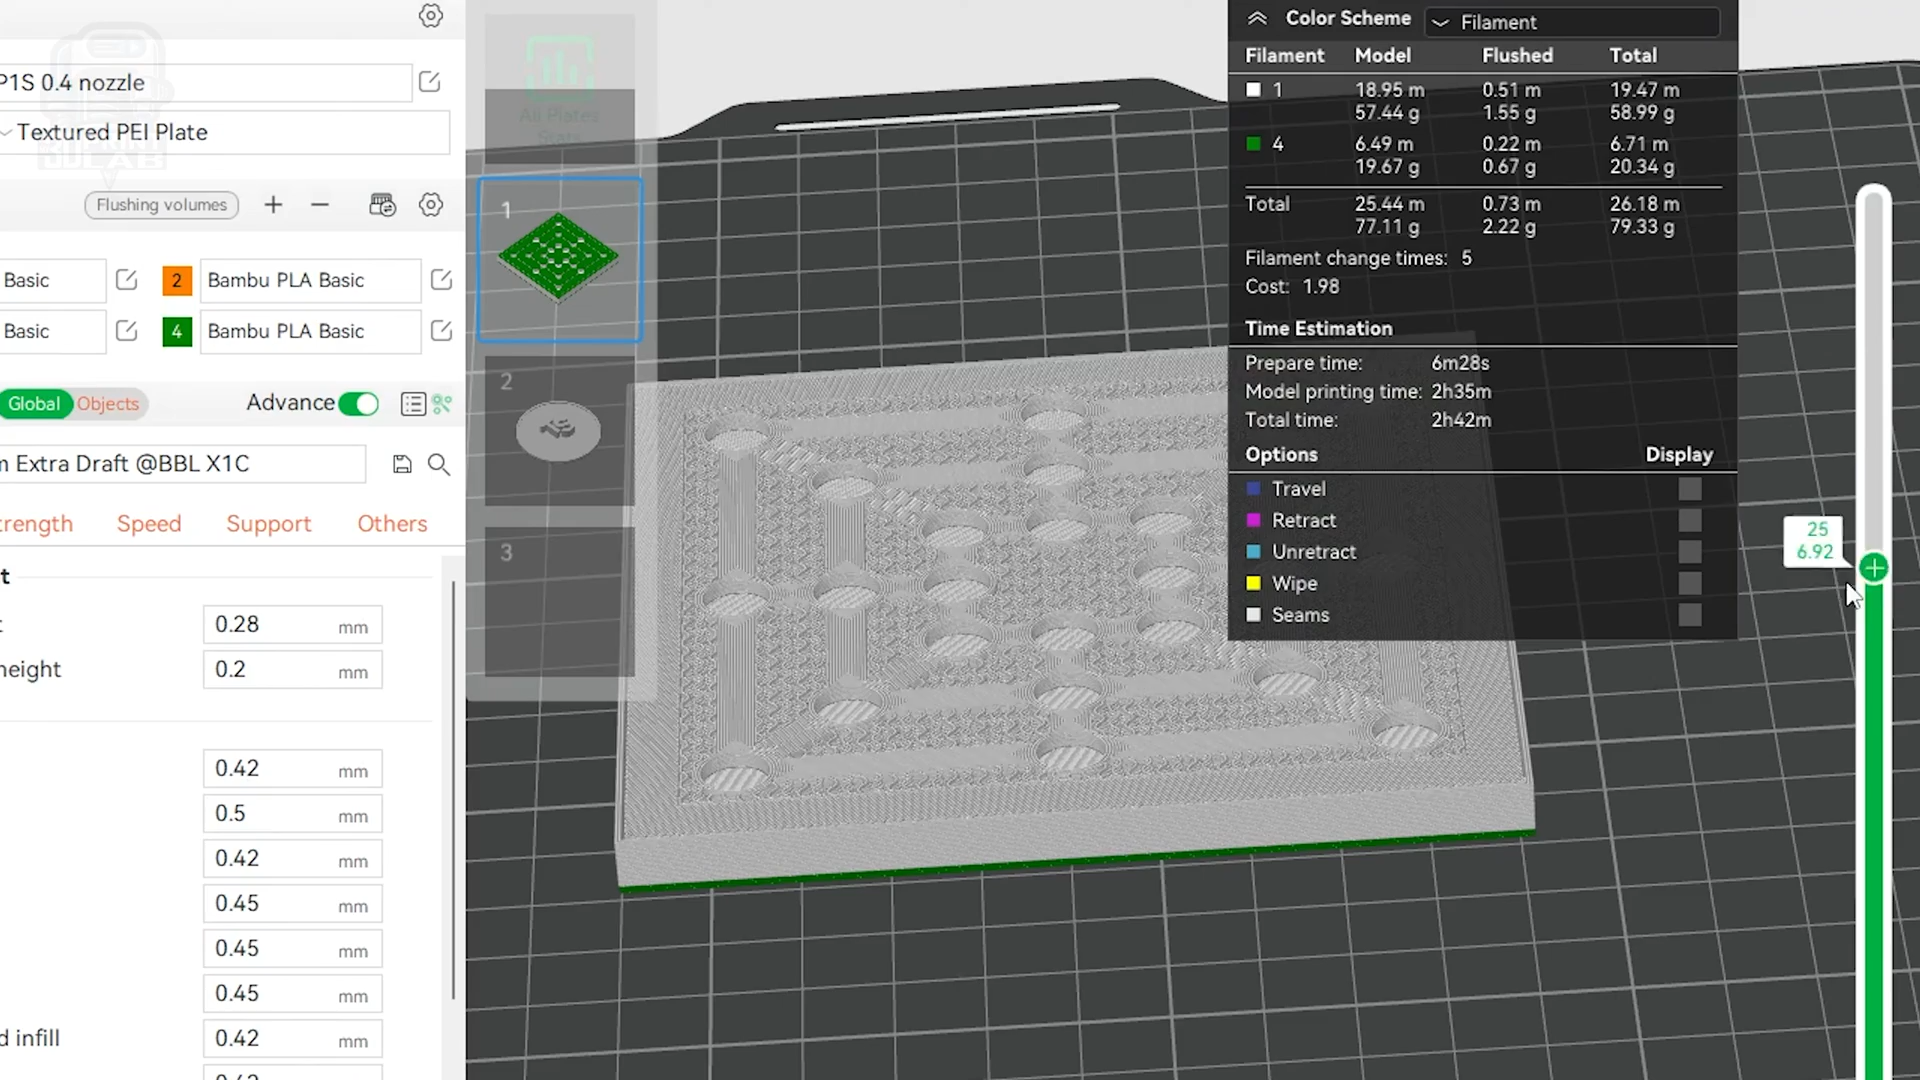 P1S 0.4 nozzle
Textured PEI Plate
Flushing volumes
Basic
2
Bambu PLA Basic
Basic
4
Bambu PLA Basic
Global
Objects
Advance
m Extra Draft @BBL X1C
trength
Speed
Support
Others
t
0.28 mm
height
0.2 mm
0.42 mm
0.5 mm
0.42 mm
0.45 mm
0.45 mm
0.45 mm
d infill
0.42 mm
All Plates
Stats
1
2
3
Color Scheme
Filament
Filament Model Flushed Total
1 18.95 m 0.51 m 19.47 m
57.44 g 1.55 g 58.99 g
4 6.49 m 0.22 m 6.71 m
19.67 g 0.67 g 20.34 g
Total 25.44 m 0.73 m 26.18 m
77.11 g 2.22 g 79.33 g
Filament change times: 5
Cost: 1.98
Time Estimation
Prepare time: 6m28s
Model printing time: 2h35m
Total time: 2h42m
Options Display
Travel
Retract
Unretract
Wipe
Seams
25
6.92